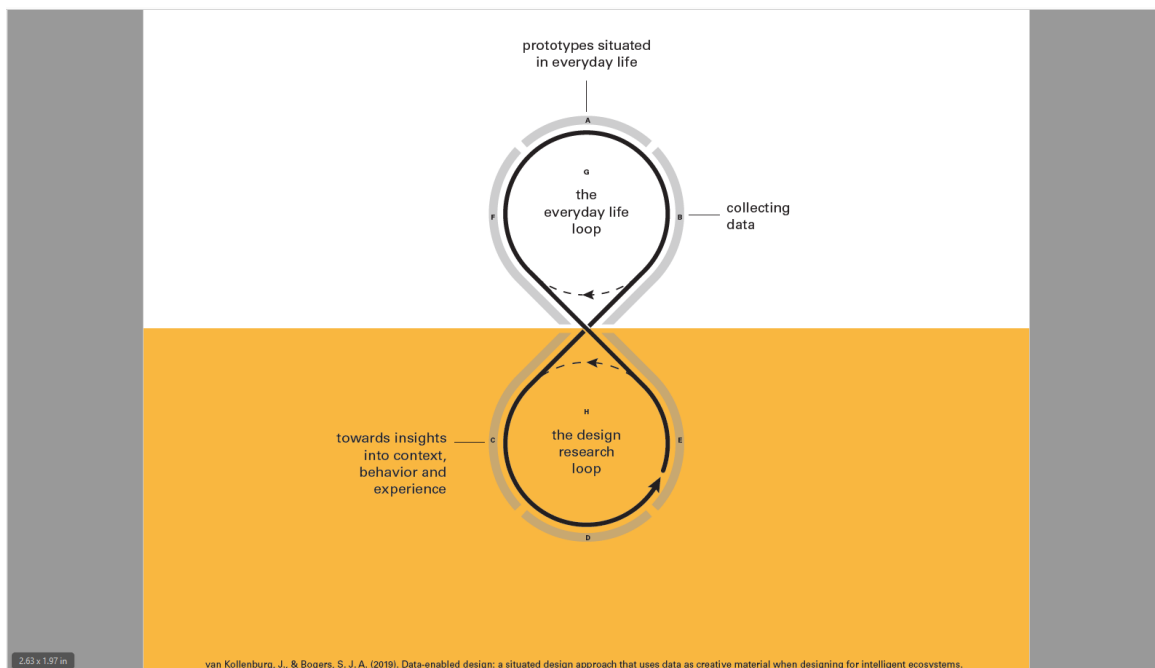 prototypes situated
in everyday life
A
G
the
everyday life
loop
F
B
collecting
data
H
the design
research
loop
C
E
towards insights
into context,
behavior and
experience
D
van Kollenburg, J., & Bogers, S. J. A. (2019). Data-enabled design: a situated design approach that uses data as creative material when designing for intelligent ecosystems.
2.63 x 1.97 in